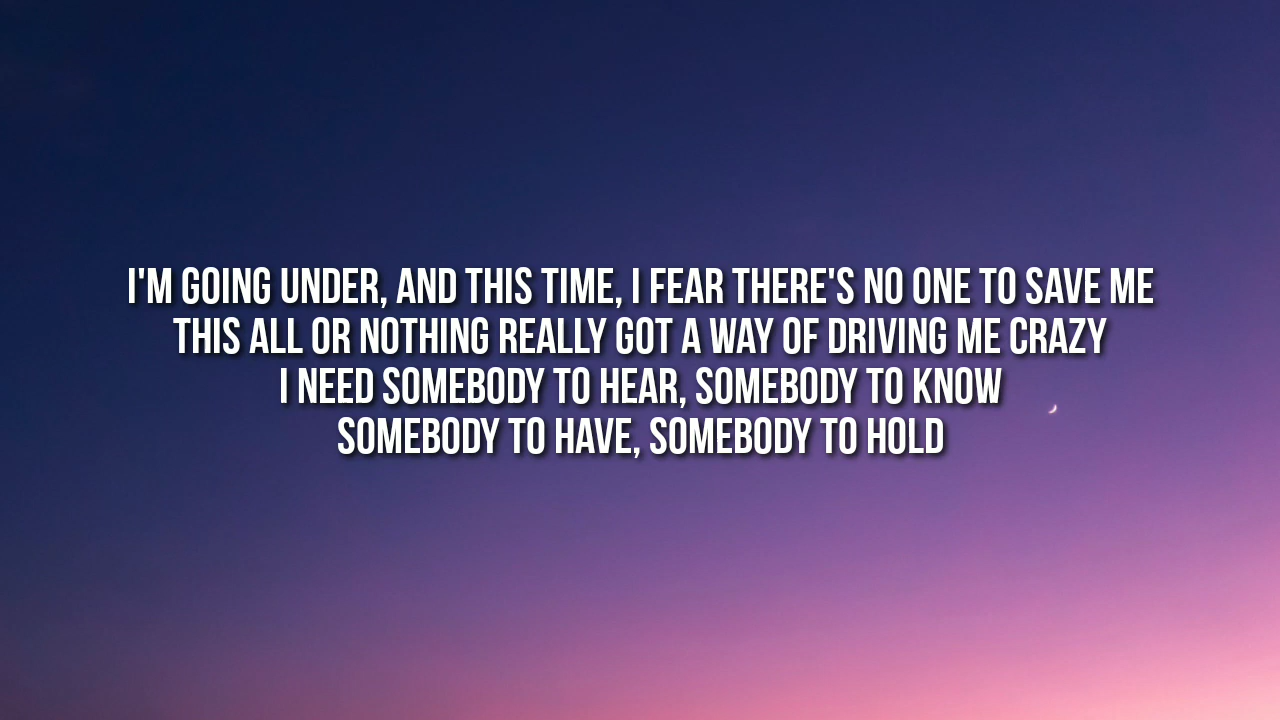 I'M GOING UNDER, AND THIS TIME, I FEAR THERE'S NO ONE TO SAVE ME
THIS ALL OR NOTHING REALLY GOT A WAY OF DRIVING ME CRAZY
I NEED SOMEBODY TO HEAR, SOMEBODY TO KNOW
SOMEBODY TO HAVE, SOMEBODY TO HOLD